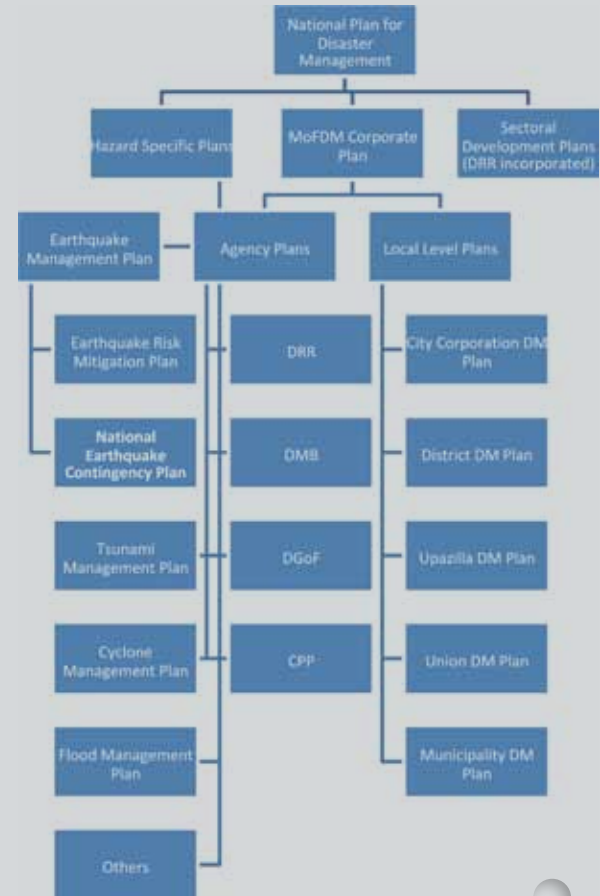 National Plan for
Disaster
Management
Hazard Specific Plans
MoFDM Corporate
Plan
Sectoral
Development Plans
(DRR incorporated)
Earthquake
Management Plan
Agency Plans
Local Level Plans
Earthquake Risk
Mitigation Plan
DRR
City Corporation DM
Plan
National
Earthquake
Contingency Plan
DMB
District DM Plan
Tsunami
Management Plan
DGoF
Upazilla DM Plan
Cyclone
Management Plan
CPP
Union DM Plan
Flood Management
Plan
Municipality DM
Plan
Others